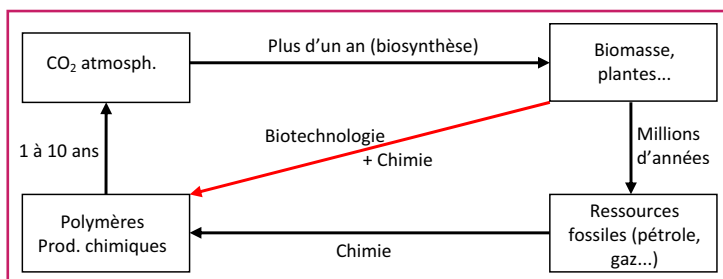 Plus d’un an (biosynthèse)
CO₂ atmosph.
Biomasse,
plantes...
Biotechnologie
+ Chimie
1 à 10 ans
Millions
d’années
Polymères
Prod. chimiques
Chimie
Ressources
fossiles (pétrole,
gaz...)